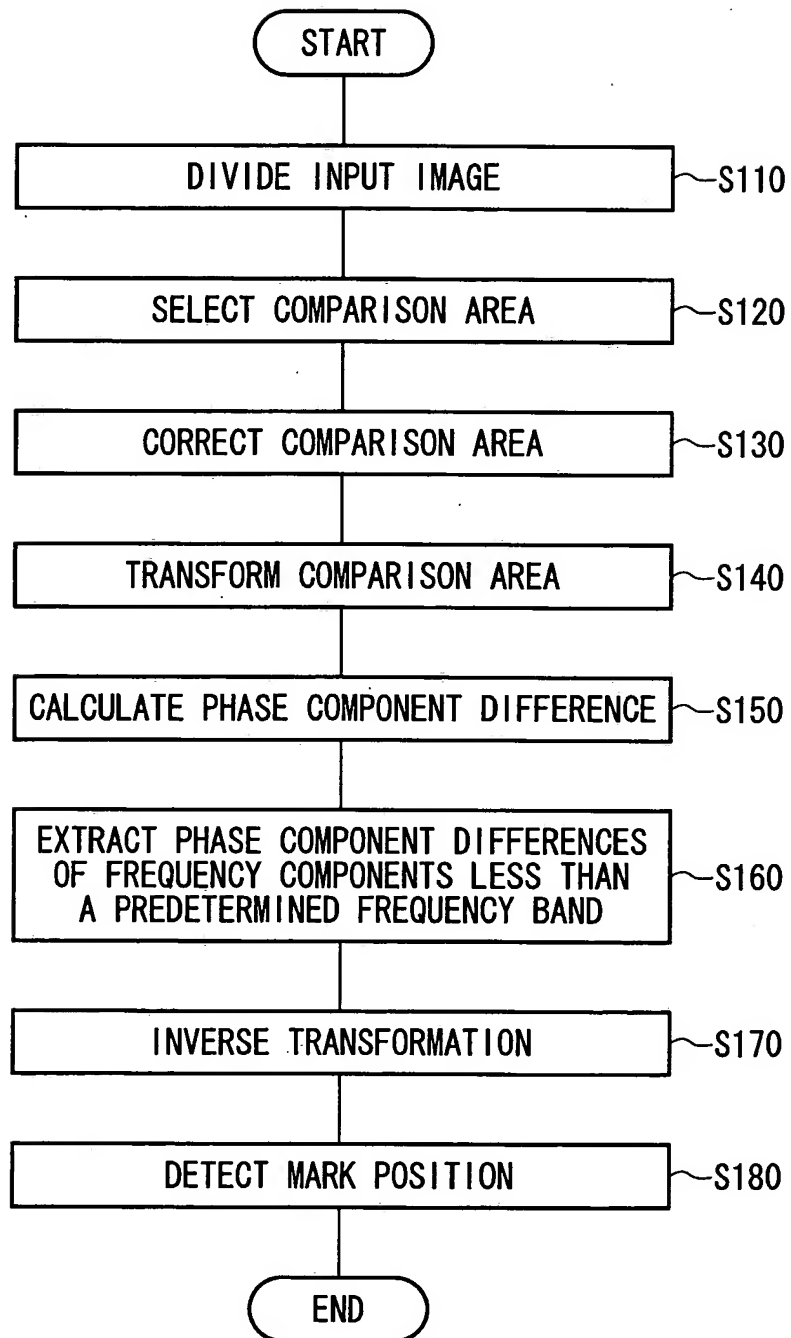 START
DIVIDE INPUT IMAGE
S110
SELECT COMPARISON AREA
S120
CORRECT COMPARISON AREA
S130
TRANSFORM COMPARISON AREA
S140
CALCULATE PHASE COMPONENT DIFFERENCE
S150
EXTRACT PHASE COMPONENT DIFFERENCES
OF FREQUENCY COMPONENTS LESS THAN
A PREDETERMINED FREQUENCY BAND
S160
INVERSE TRANSFORMATION
S170
DETECT MARK POSITION
S180
END